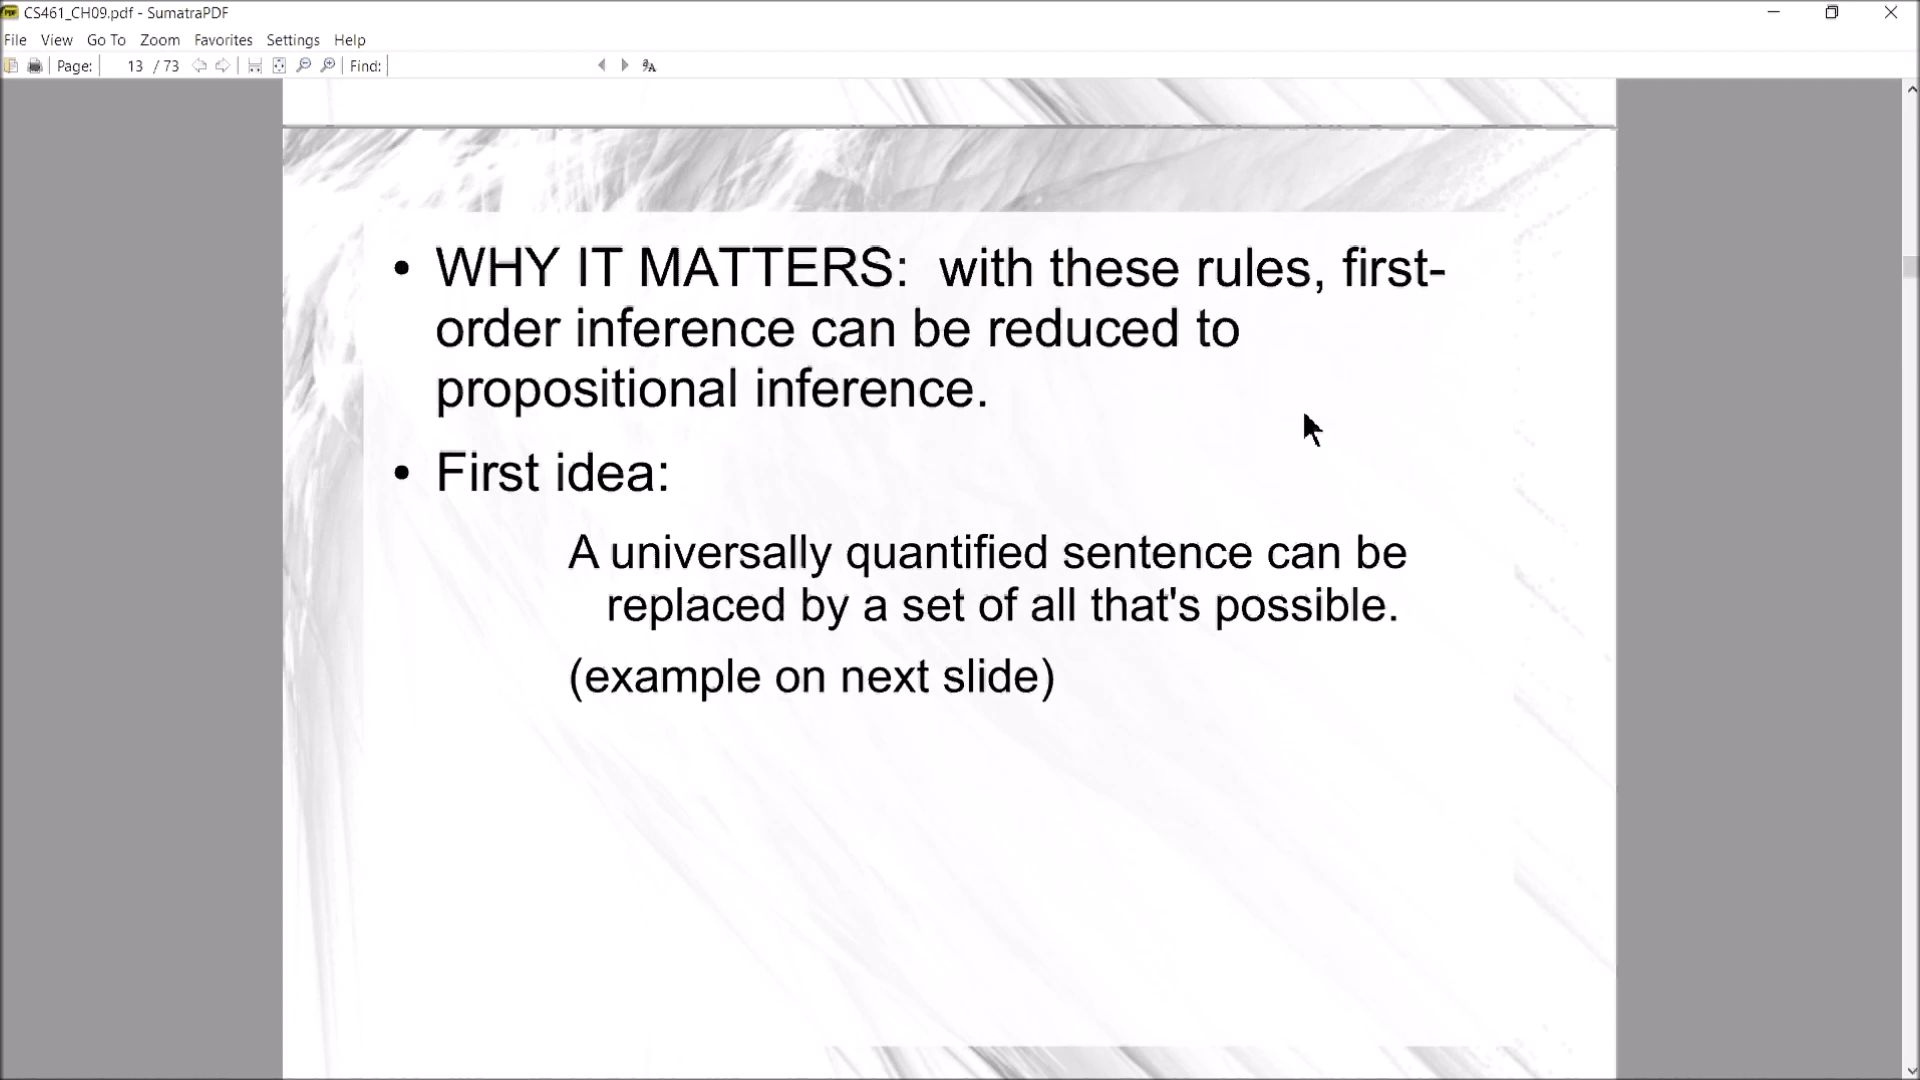 CS461_CH09.pdf - SumatraPDF
File View Go To Zoom Favorites Settings Help
Page: 13 / 73 Find:
• WHY IT MATTERS: with these rules, first-
order inference can be reduced to
propositional inference.
• First idea:
A universally quantified sentence can be
replaced by a set of all that's possible.
(example on next slide)